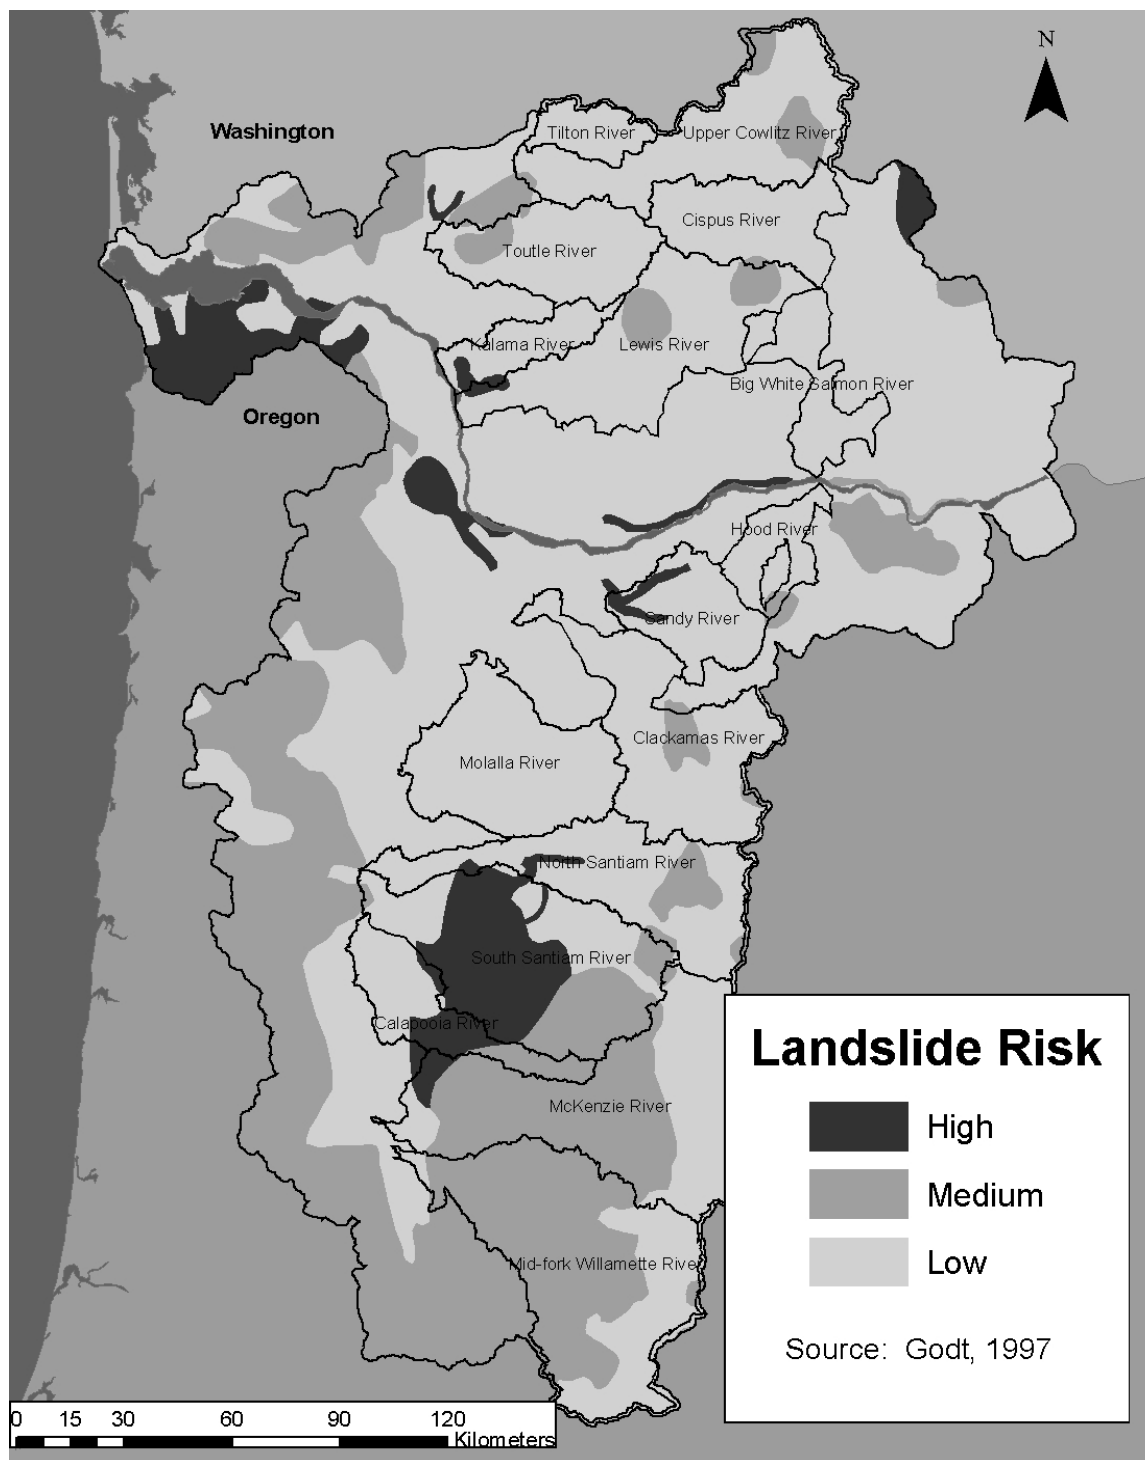 N
Washington
Tilton River
Upper Cowlitz River
Cispus River
Toutle River
Kalama River
Lewis River
Big White Salmon River
Oregon
Hood River
Sandy River
Clackamas River
Molalla River
North Santiam River
South Santiam River
Calapooia River
McKenzie River
Mid-fork Willamette River
Landslide Risk
High
Medium
Low
Source: Godt, 1997
0 15 30 60 90 120
Kilometers